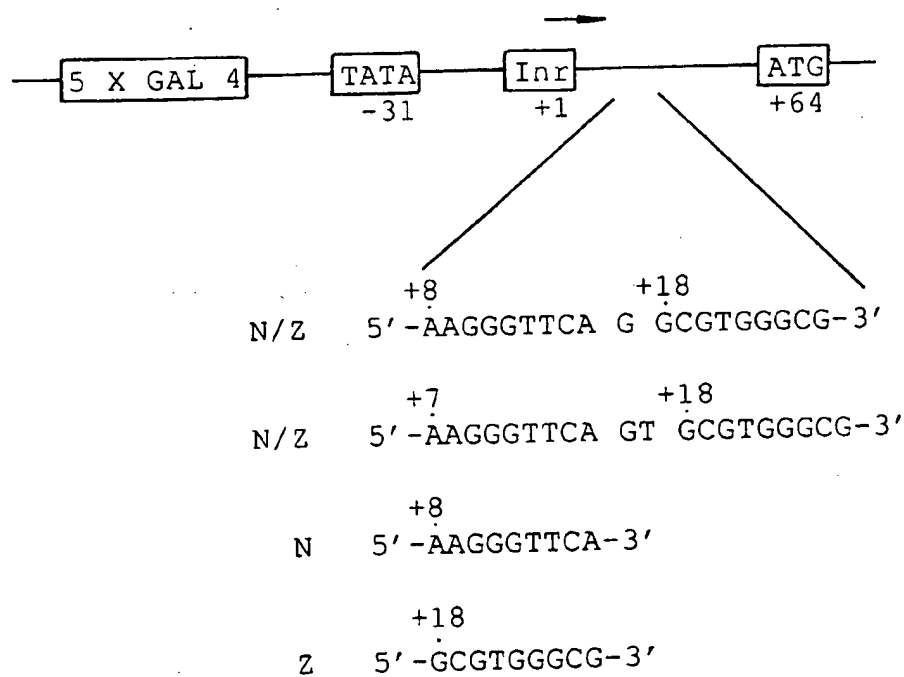 5 X GAL 4 TATA Inr ATG
-31 +1 +64
+8 +18
N/Z 5'-AAGGGTTCA G GCGTGGGCG-3'
+7 +18
N/Z 5'-AAGGGTTCA GT GCGTGGGCG-3'
+8
N 5'-AAGGGTTCA-3'
+18
Z 5'-GCGTGGGCG-3'